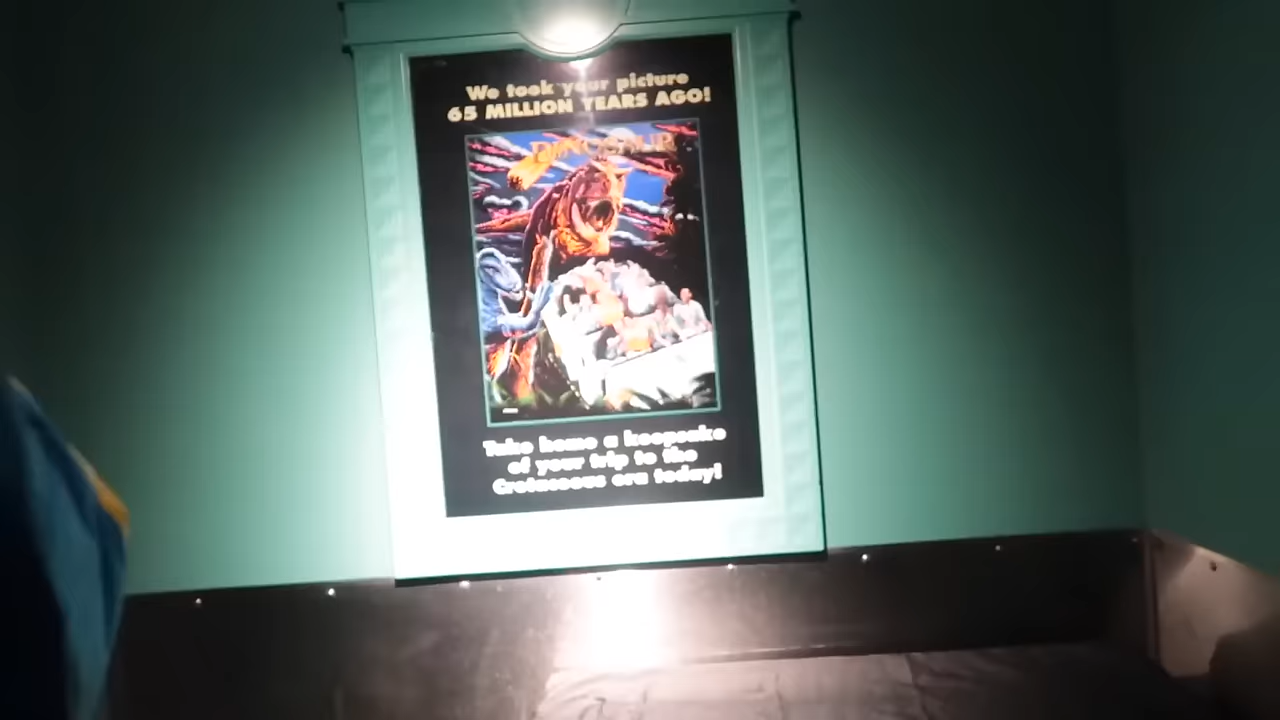 We took your picture
65 MILLION YEARS AGO!
DINOSAUR
Take home a keepsake
of your trip to the
Cretaceous era today!